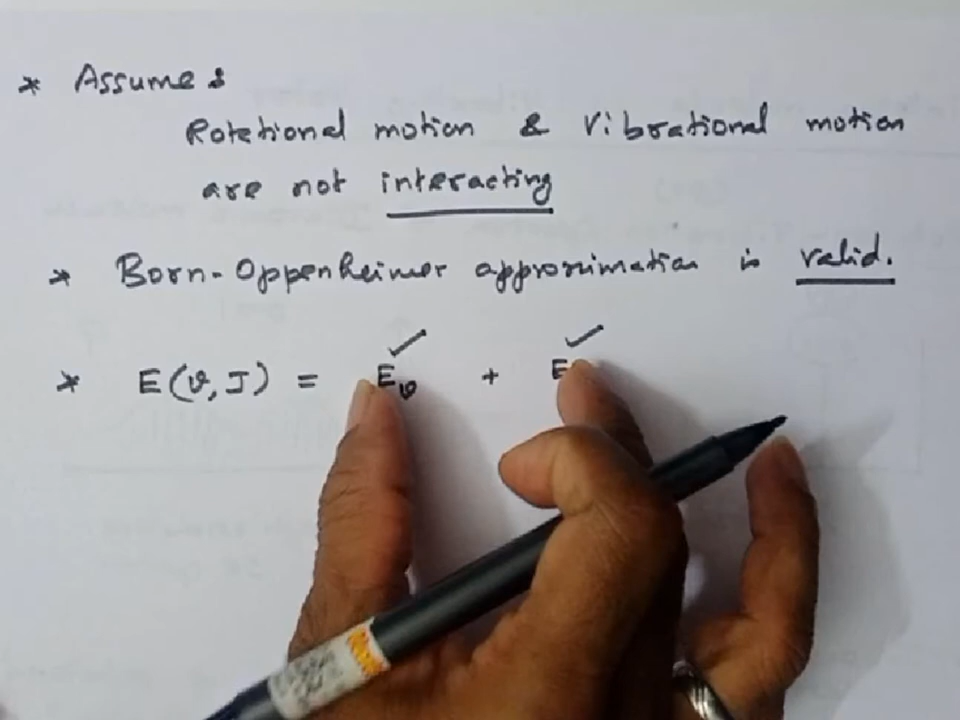 * Assume:
Rotational motion & Vibrational motion
are not interacting
* Born-Oppenheimer approximation is valid.
* E(v, J) = Ev + E